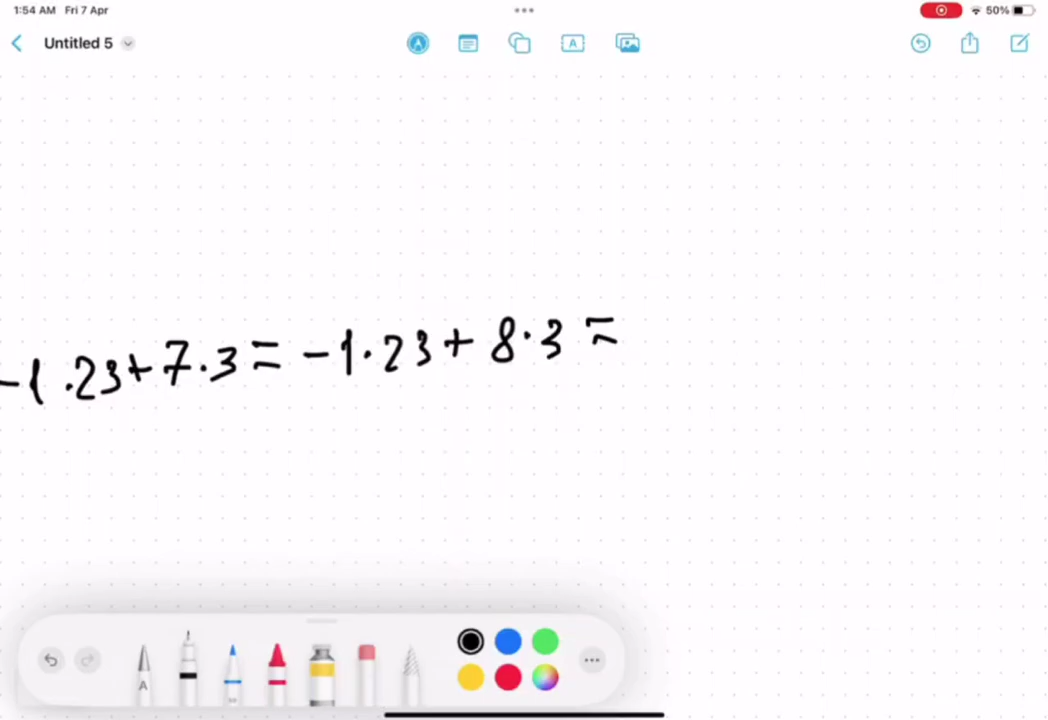 1:54 AM Fri 7 Apr 50%
Untitled 5
-1 .23+7.3 = -1.23+8.3 =